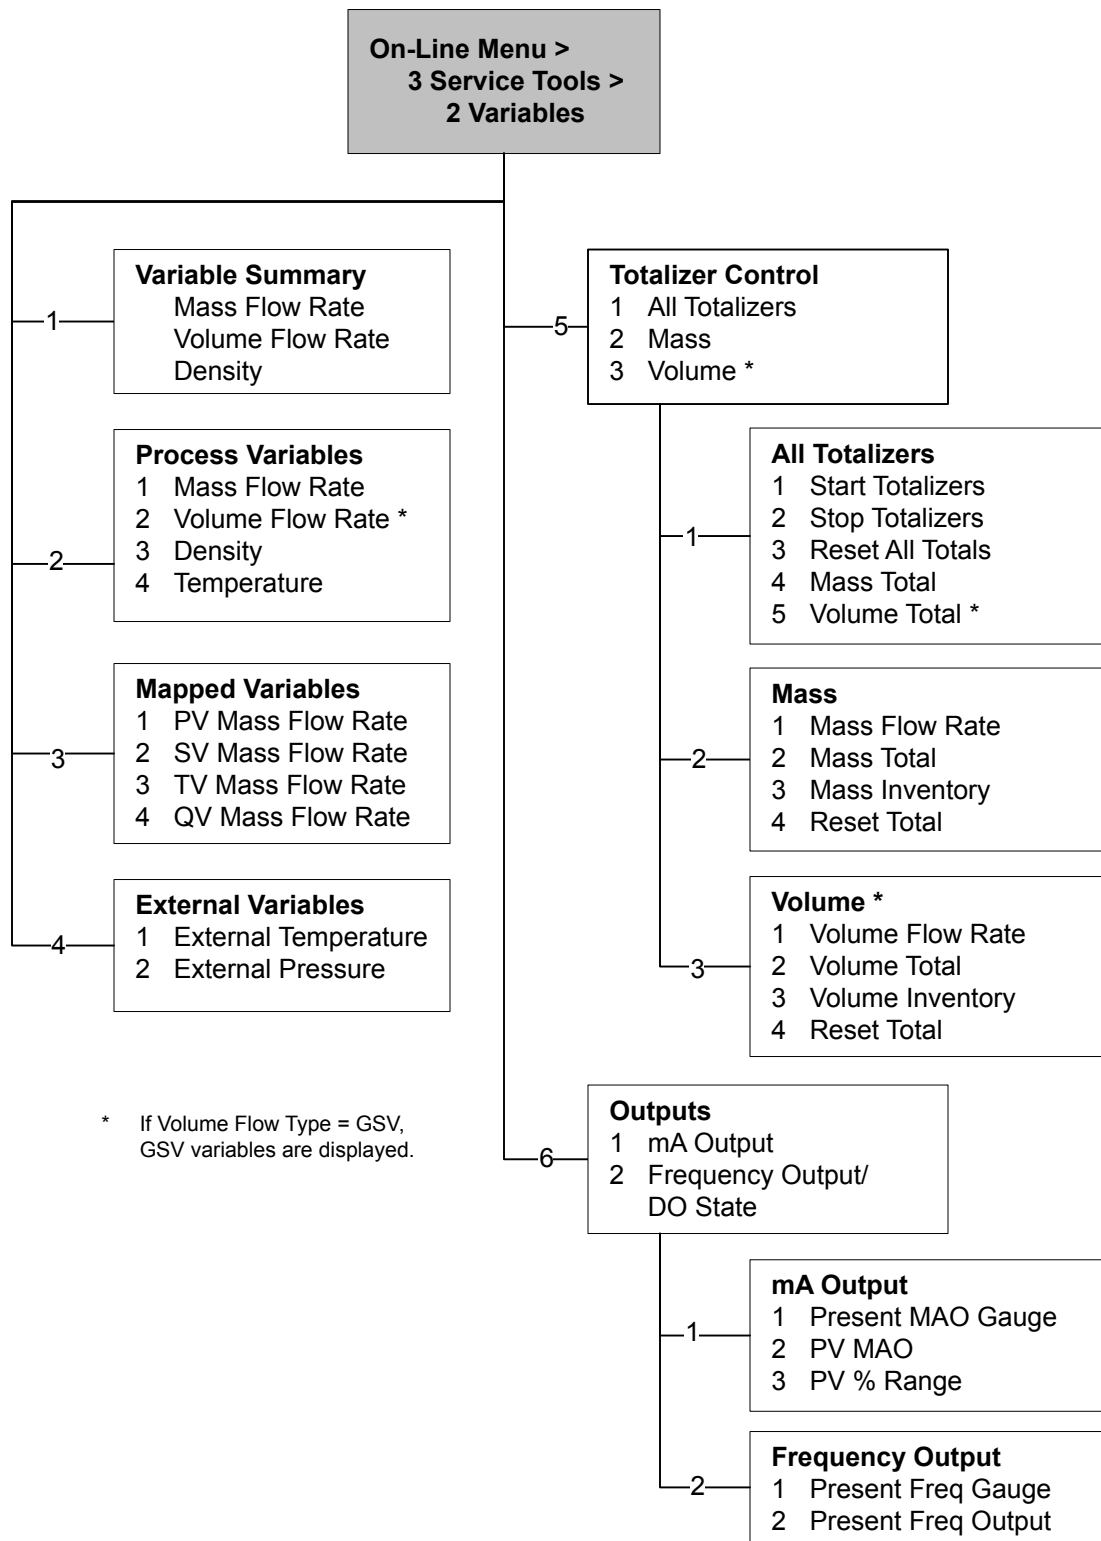 On-Line Menu >
3 Service Tools >
2 Variables
1
Variable Summary
Mass Flow Rate
Volume Flow Rate
Density
2
Process Variables
1 Mass Flow Rate
2 Volume Flow Rate *
3 Density
4 Temperature
3
Mapped Variables
1 PV Mass Flow Rate
2 SV Mass Flow Rate
3 TV Mass Flow Rate
4 QV Mass Flow Rate
4
External Variables
1 External Temperature
2 External Pressure
* If Volume Flow Type = GSV,
GSV variables are displayed.
5
Totalizer Control
1 All Totalizers
2 Mass
3 Volume *
1
All Totalizers
1 Start Totalizers
2 Stop Totalizers
3 Reset All Totals
4 Mass Total
5 Volume Total *
2
Mass
1 Mass Flow Rate
2 Mass Total
3 Mass Inventory
4 Reset Total
3
Volume *
1 Volume Flow Rate
2 Volume Total
3 Volume Inventory
4 Reset Total
6
Outputs
1 mA Output
2 Frequency Output/
DO State
1
mA Output
1 Present MAO Gauge
2 PV MAO
3 PV % Range
2
Frequency Output
1 Present Freq Gauge
2 Present Freq Output